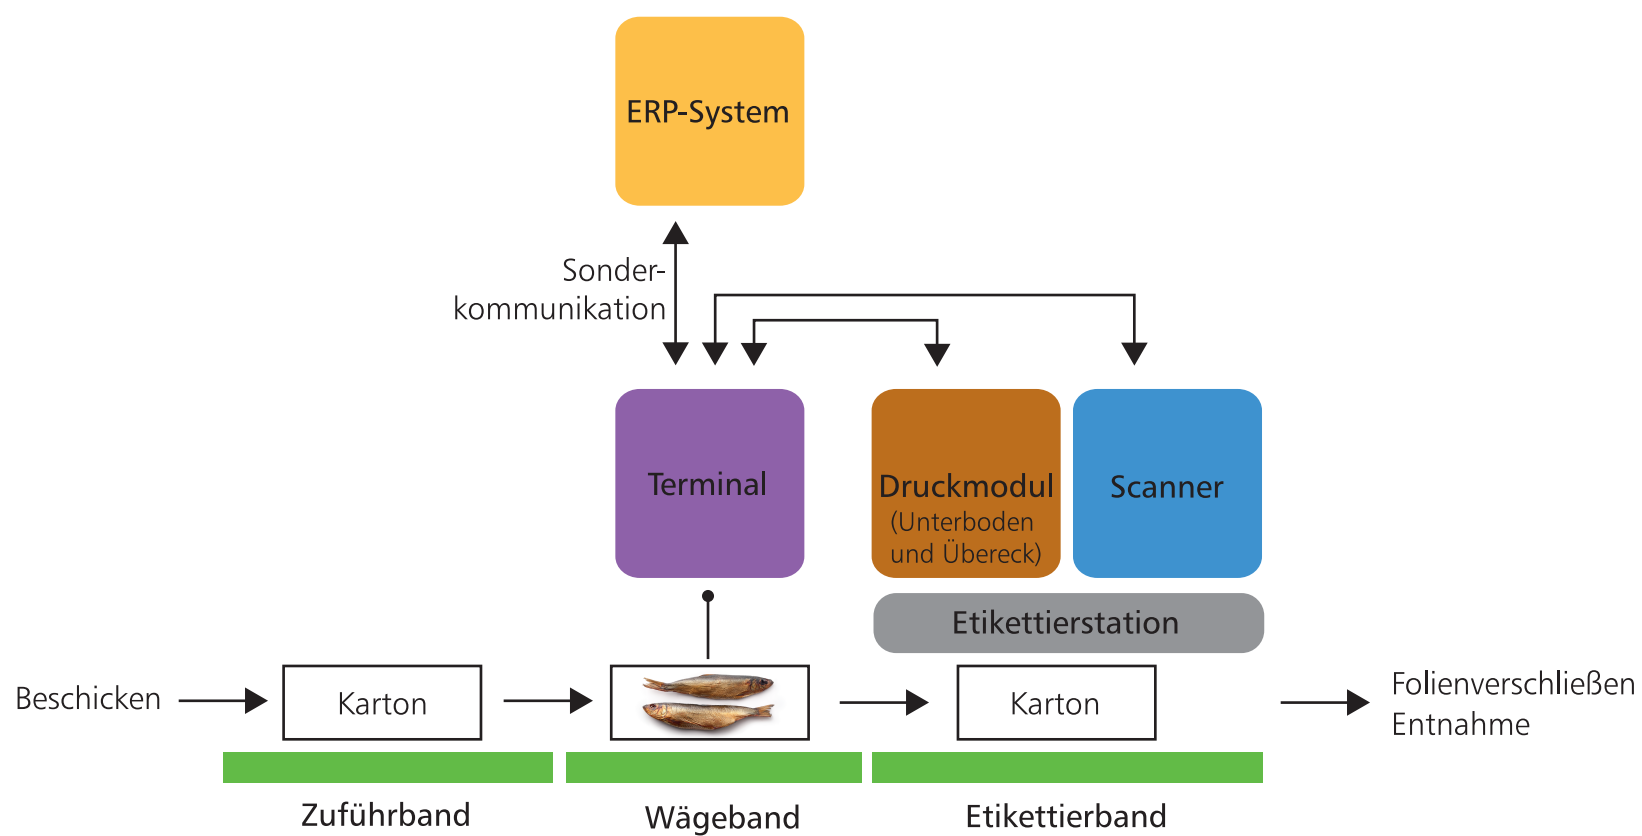 ERP-System
Sonder-
kommunikation
Terminal
Druckmodul
(Unterboden
und Übereck)
Scanner
Etikettierstation
Beschicken
Karton
Karton
Folienverschließen
Entnahme
Zuführband
Wägeband
Etikettierband